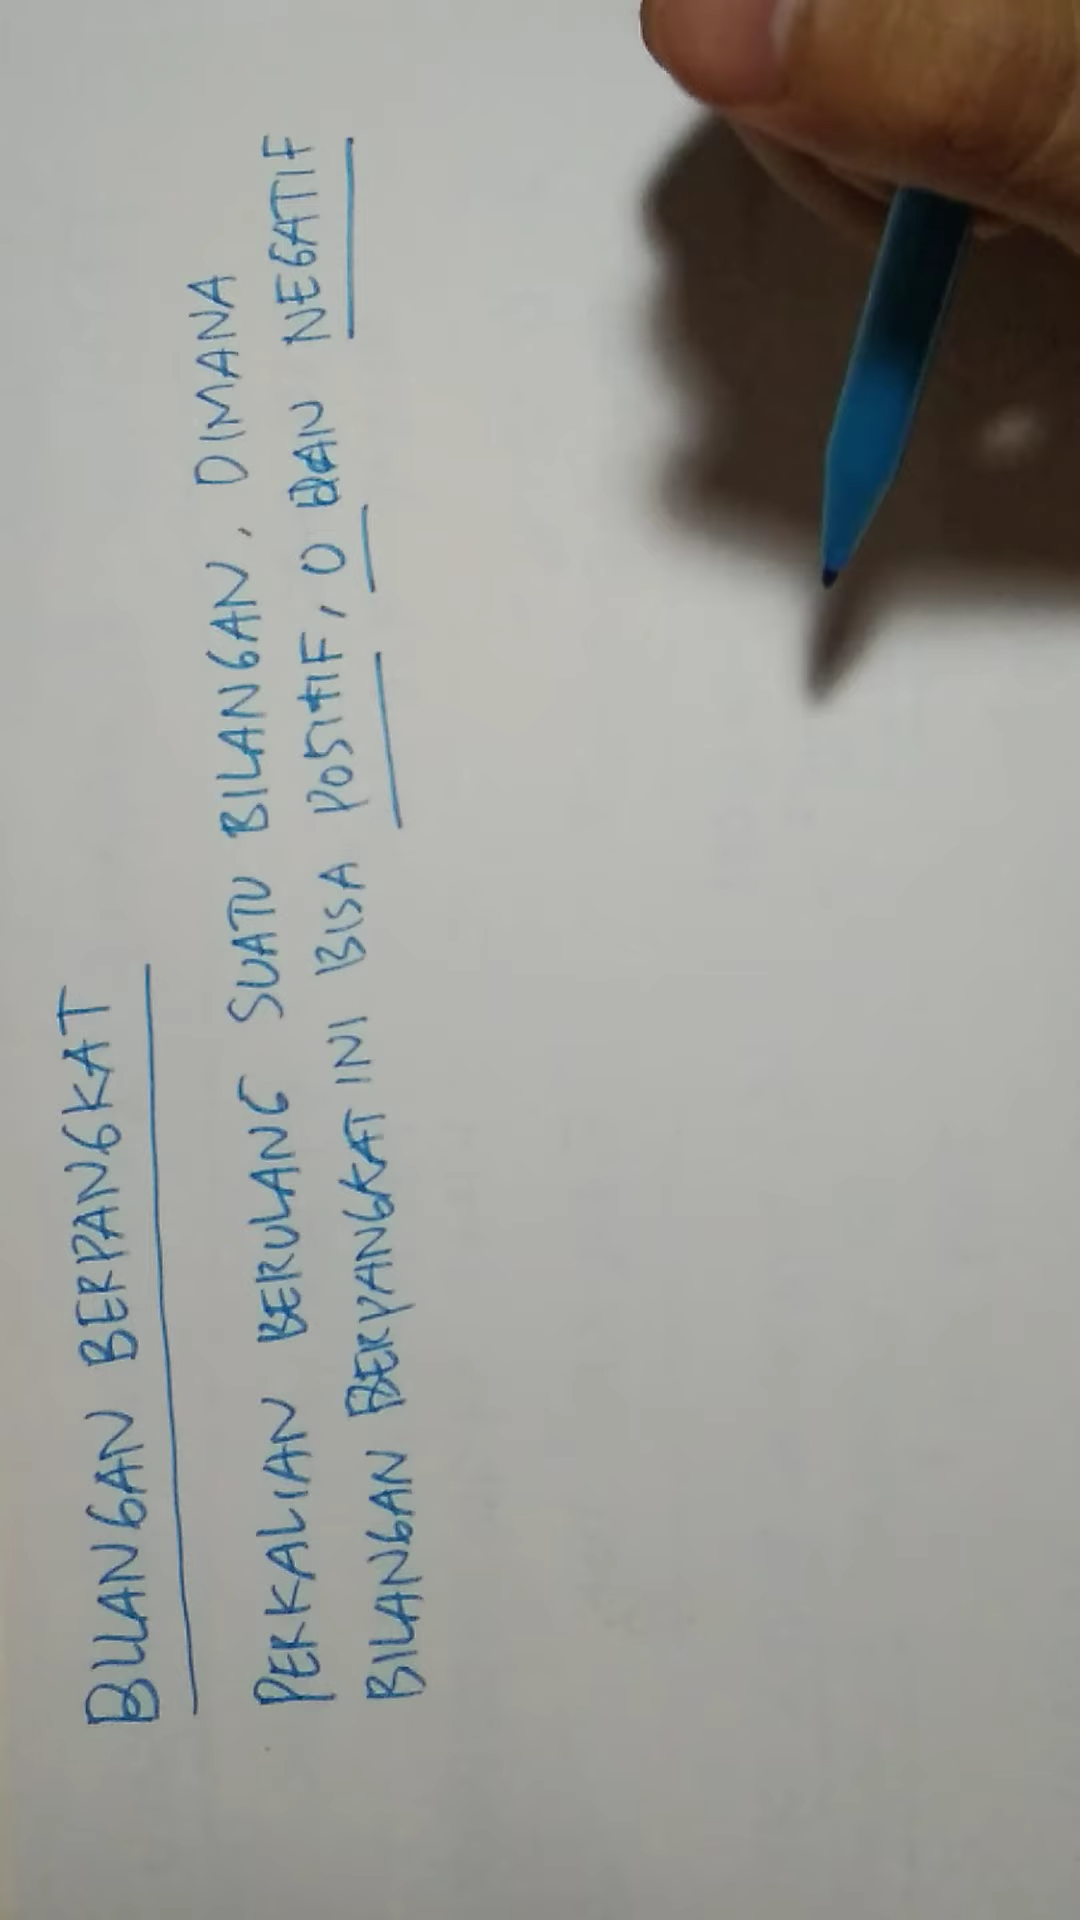 BILANGAN BERPANGKAT
PERKALIAN BERULANG SUATU BILANGAN, DIMANA
BILANGAN BERPANGKAT INI BISA POSITIF, 0 DAN NEGATIF